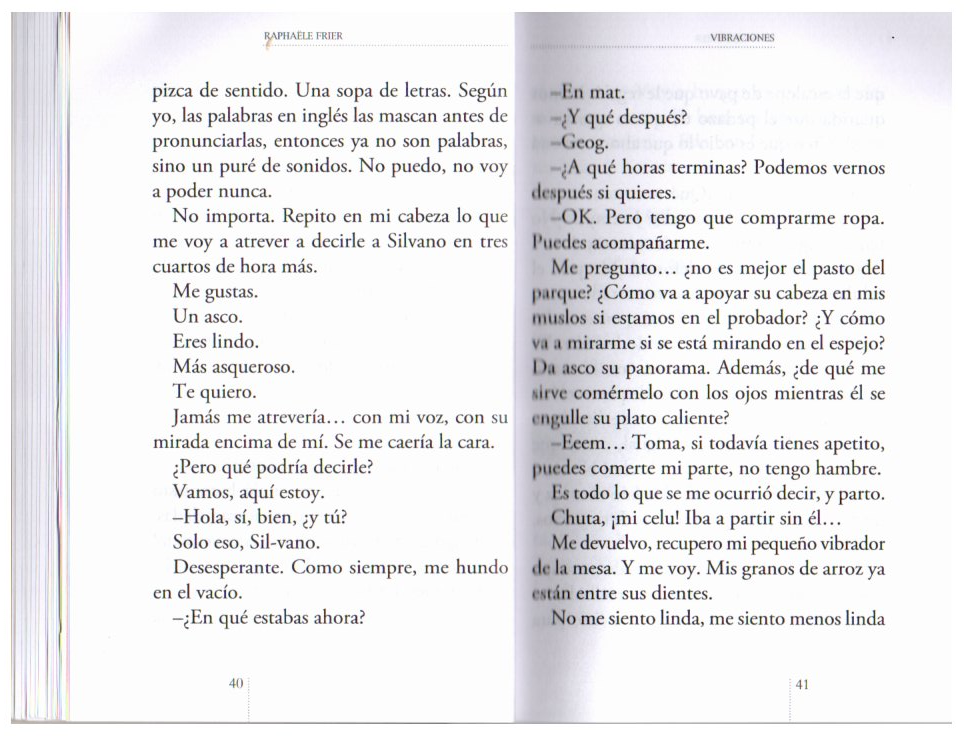 RAPHAËLE FRIER
pizca de sentido. Una sopa de letras. Según
yo, las palabras en inglés las mascan antes de
pronunciarlas, entonces ya no son palabras,
sino un puré de sonidos. No puedo, no voy
a poder nunca.
No importa. Repito en mi cabeza lo que
me voy a atrever a decirle a Silvano en tres
cuartos de hora más.
Me gustas.
Un asco.
Eres lindo.
Más asqueroso.
Te quiero.
Jamás me atrevería... con mi voz, con su
mirada encima de mí. Se me caería la cara.
¿Pero qué podría decirle?
Vamos, aquí estoy.
–Hola, sí, bien, ¿y tú?
Solo eso, Sil-vano.
Desesperante. Como siempre, me hundo
en el vacío.
–¿En qué estabas ahora?
40
VIBRACIONES
–En mat.
–¿Y qué después?
–Geog.
–¿A qué horas terminas? Podemos vernos
después si quieres.
–OK. Pero tengo que comprarme ropa.
Puedes acompañarme.
Me pregunto... ¿no es mejor el pasto del
parque? ¿Cómo va a apoyar su cabeza en mis
muslos si estamos en el probador? ¿Y cómo
va a mirarme si se está mirando en el espejo?
Da asco su panorama. Además, ¿de qué me
sirve comérmelo con los ojos mientras él se
engulle su plato caliente?
–Eeem... Toma, si todavía tienes apetito,
puedes comerte mi parte, no tengo hambre.
Es todo lo que se me ocurrió decir, y parto.
Chuta, ¡mi celu! Iba a partir sin él...
Me devuelvo, recupero mi pequeño vibrador
de la mesa. Y me voy. Mis granos de arroz ya
están entre sus dientes.
No me siento linda, me siento menos linda
41